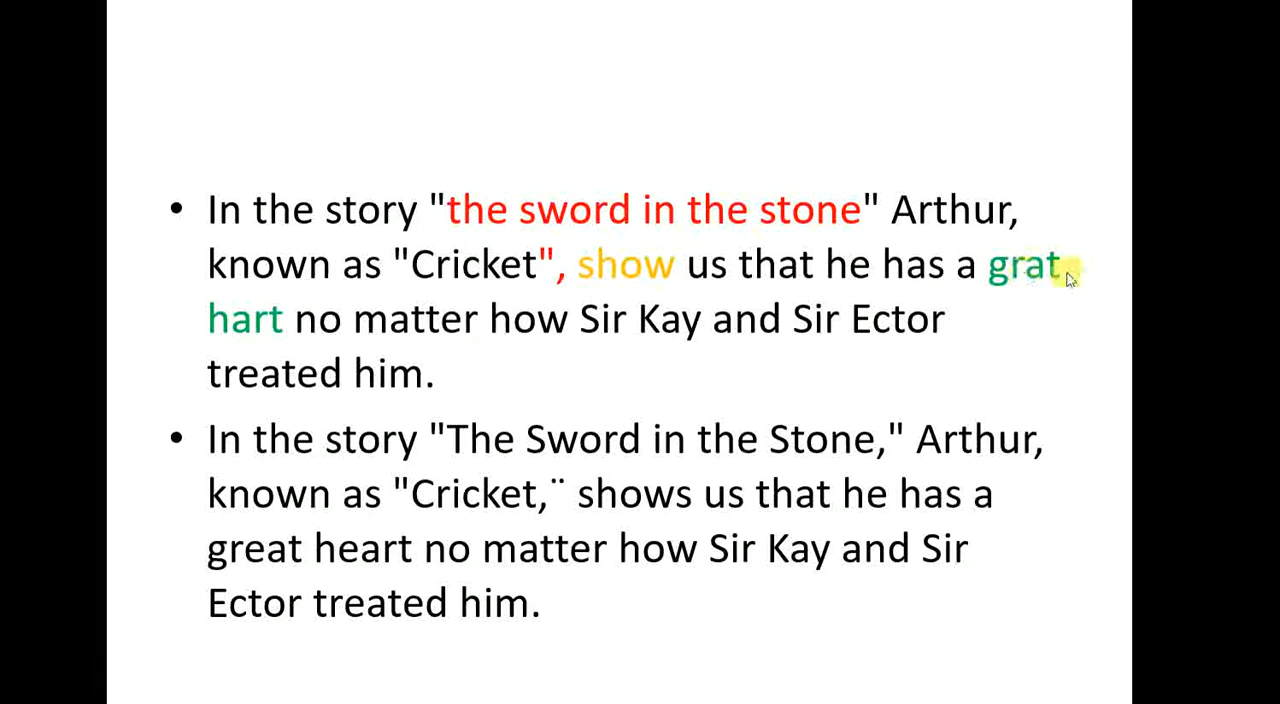 • In the story "the sword in the stone" Arthur,
known as "Cricket", show us that he has a grat
hart no matter how Sir Kay and Sir Ector
treated him.
• In the story "The Sword in the Stone," Arthur,
known as "Cricket,¨ shows us that he has a
great heart no matter how Sir Kay and Sir
Ector treated him.